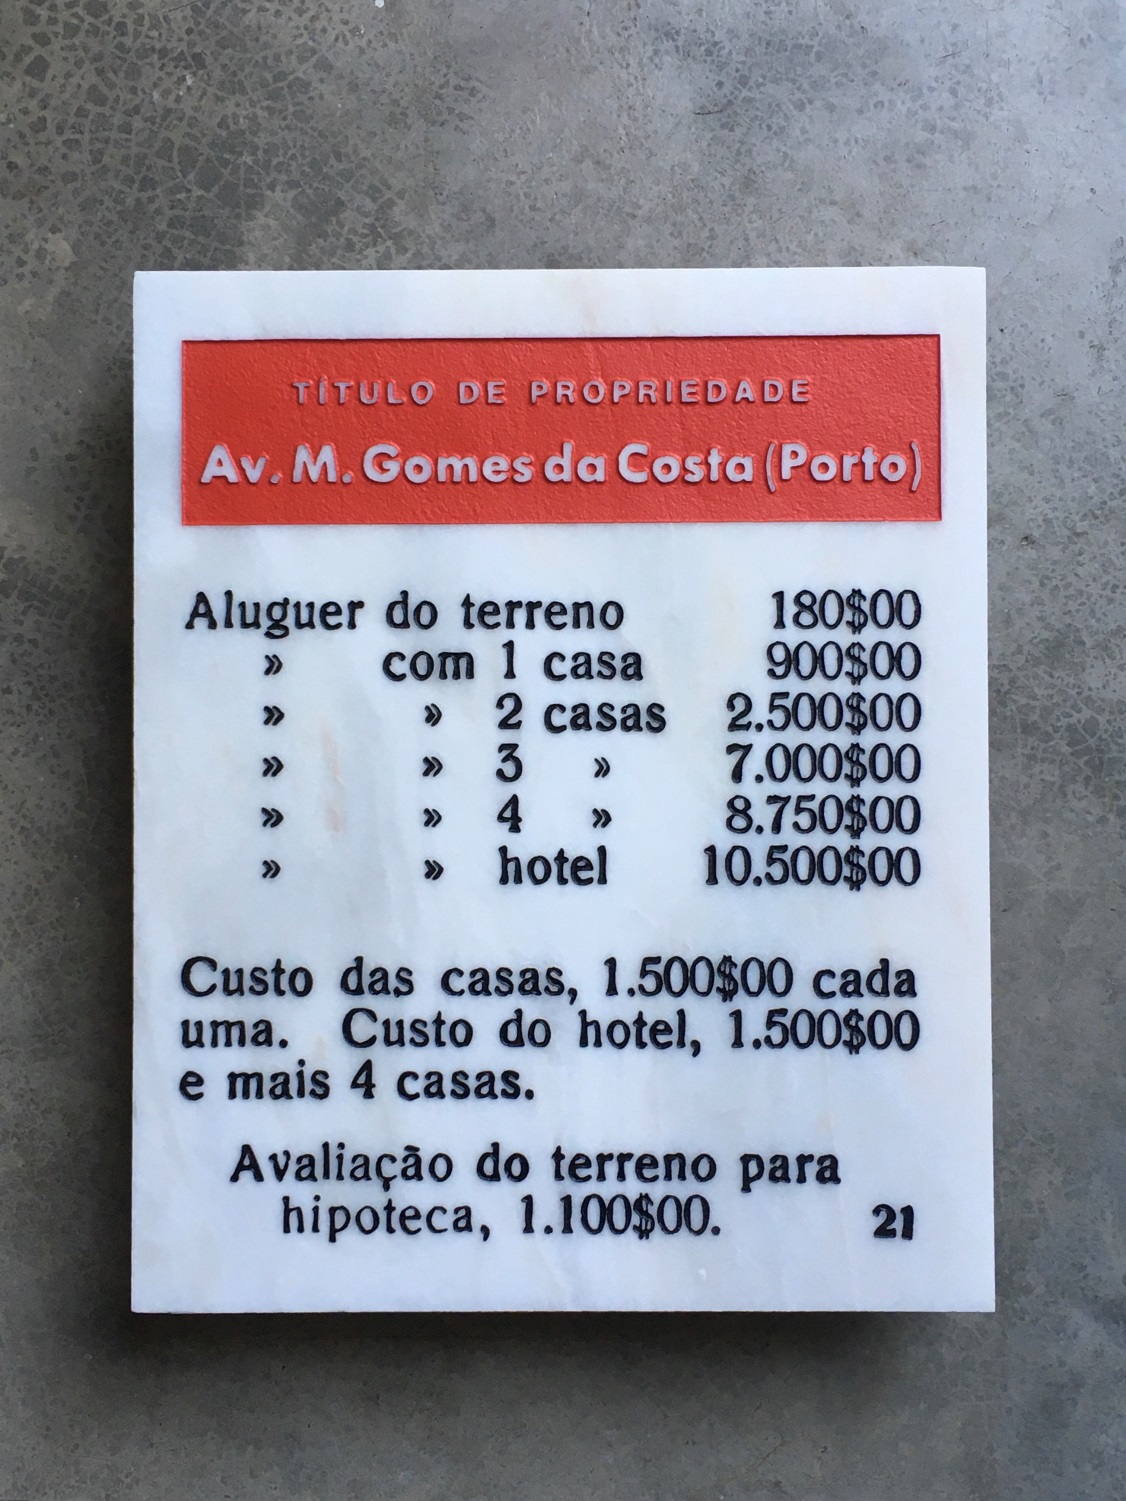 TÍTULO DE PROPRIEDADE
Av. M. Gomes da Costa (Porto)
Aluguer do terreno 180$00
» com 1 casa 900$00
» » 2 casas 2.500$00
» » 3 » 7.000$00
» » 4 » 8.750$00
» » hotel 10.500$00
Custo das casas, 1.500$00 cada
uma. Custo do hotel, 1.500$00
e mais 4 casas.
Avaliação do terreno para
hipoteca, 1.100$00.
21